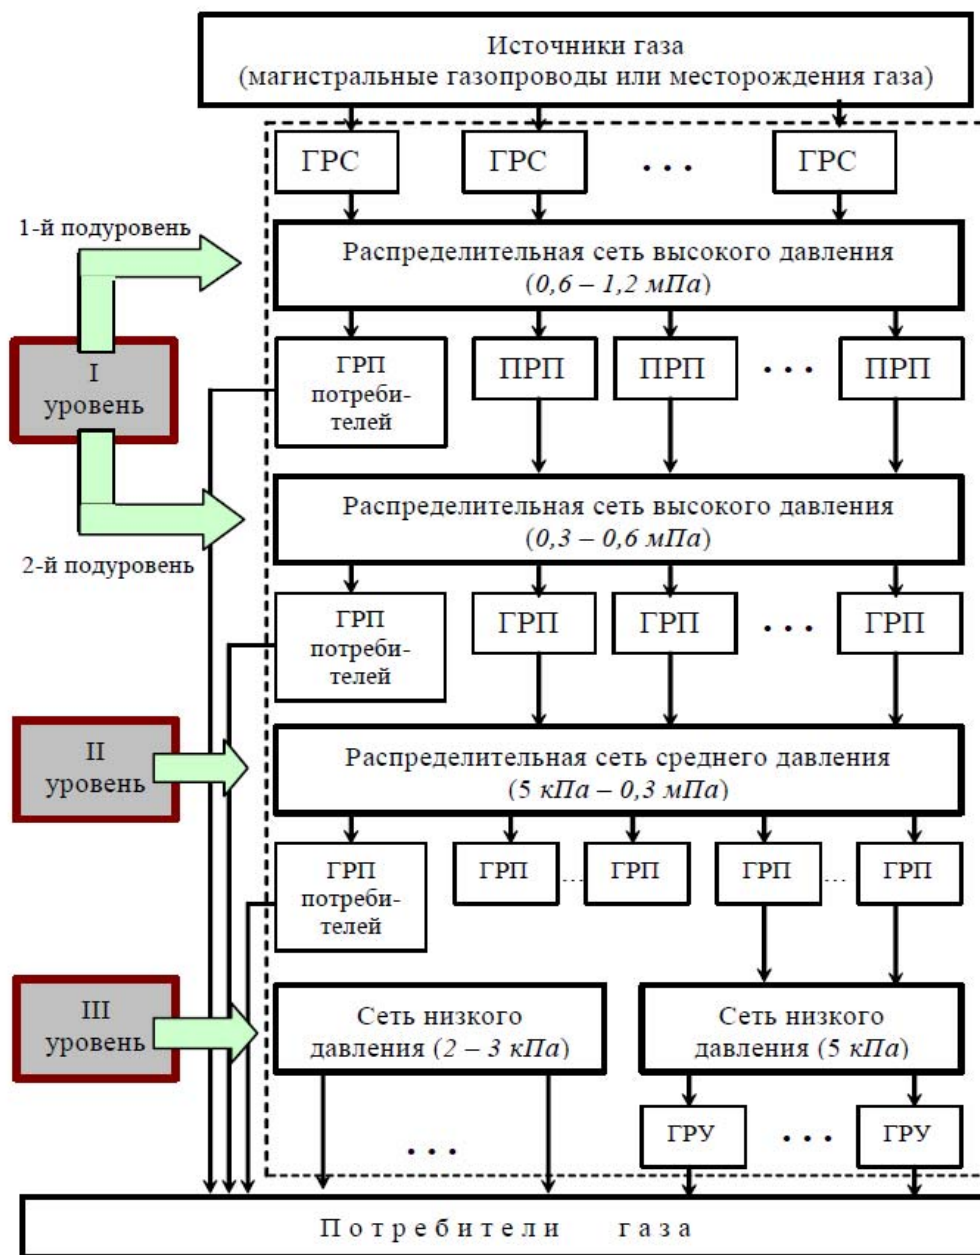 Источники газа
(магистральные газопроводы или месторождения газа)
ГРС
ГРС
...
ГРС
1-й подуровень
Распределительная сеть высокого давления
(0,6 – 1,2 мПа)
I
уровень
ГРП
потреби-
телей
ПРП
ПРП
...
ПРП
Распределительная сеть высокого давления
(0,3 – 0,6 мПа)
2-й подуровень
ГРП
потреби-
телей
ГРП
ГРП
...
ГРП
II
уровень
Распределительная сеть среднего давления
(5 кПа – 0,3 мПа)
ГРП
потреби-
телей
ГРП
...
ГРП
ГРП
...
ГРП
III
уровень
Сеть низкого
давления (2 – 3 кПа)
Сеть низкого
давления (5 кПа)
...
ГРУ
...
ГРУ
Потребители газа